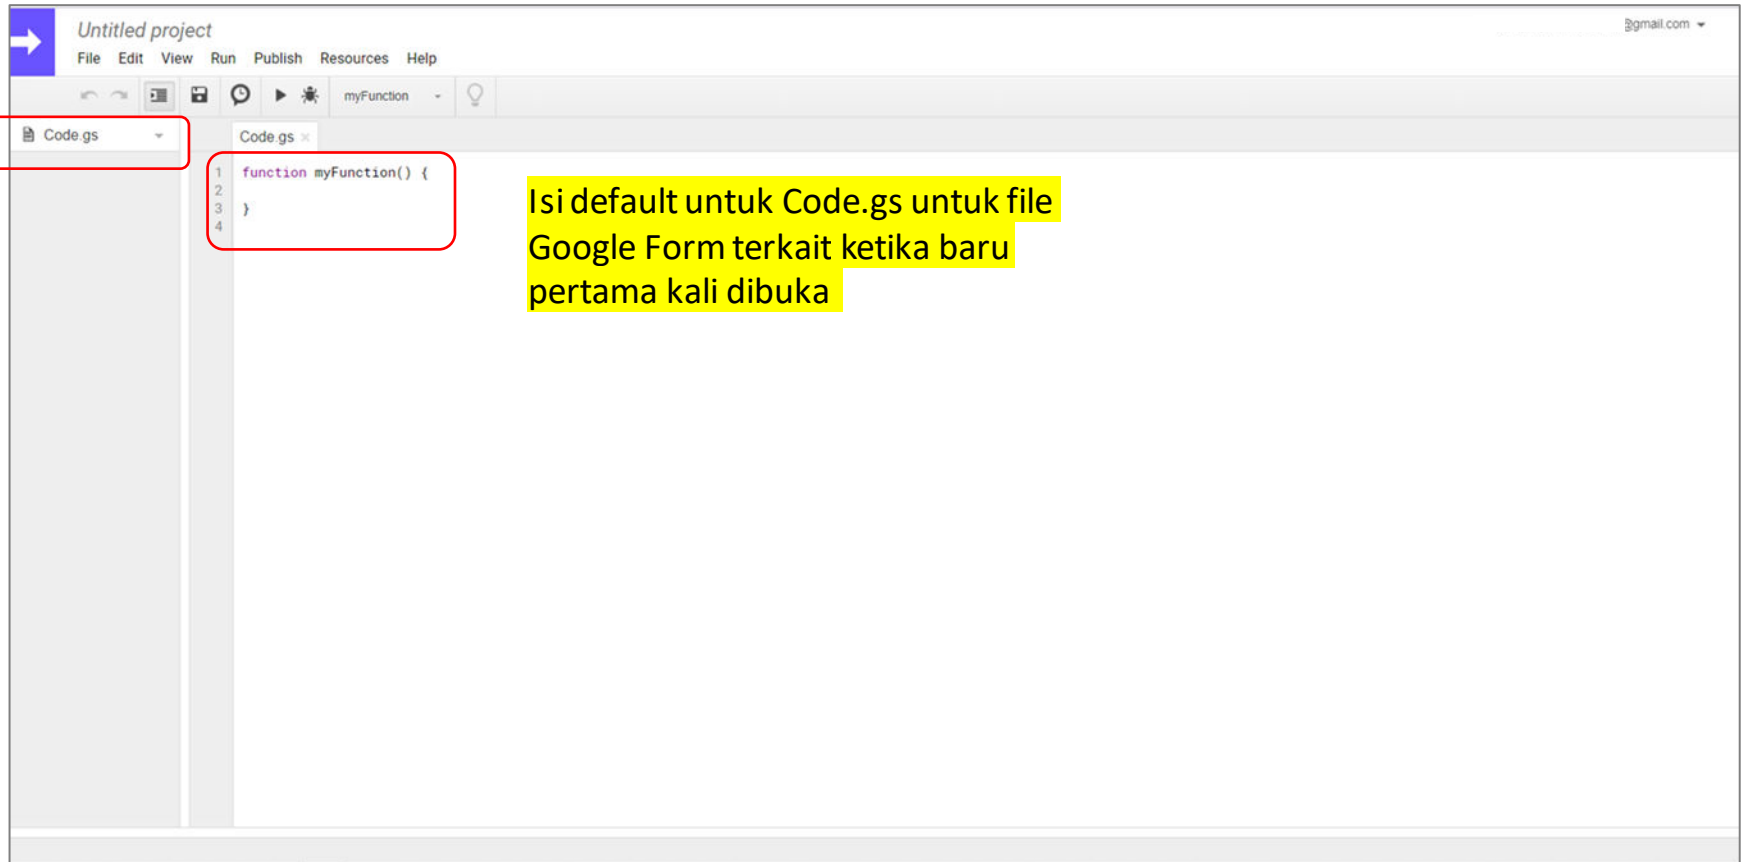 Untitled project
@gmail.com
File Edit View Run Publish Resources Help
myFunction
Code.gs
Code.gs ×
1 function myFunction() {
2
3 }
4
Isi default untuk Code.gs untuk file
Google Form terkait ketika baru
pertama kali dibuka